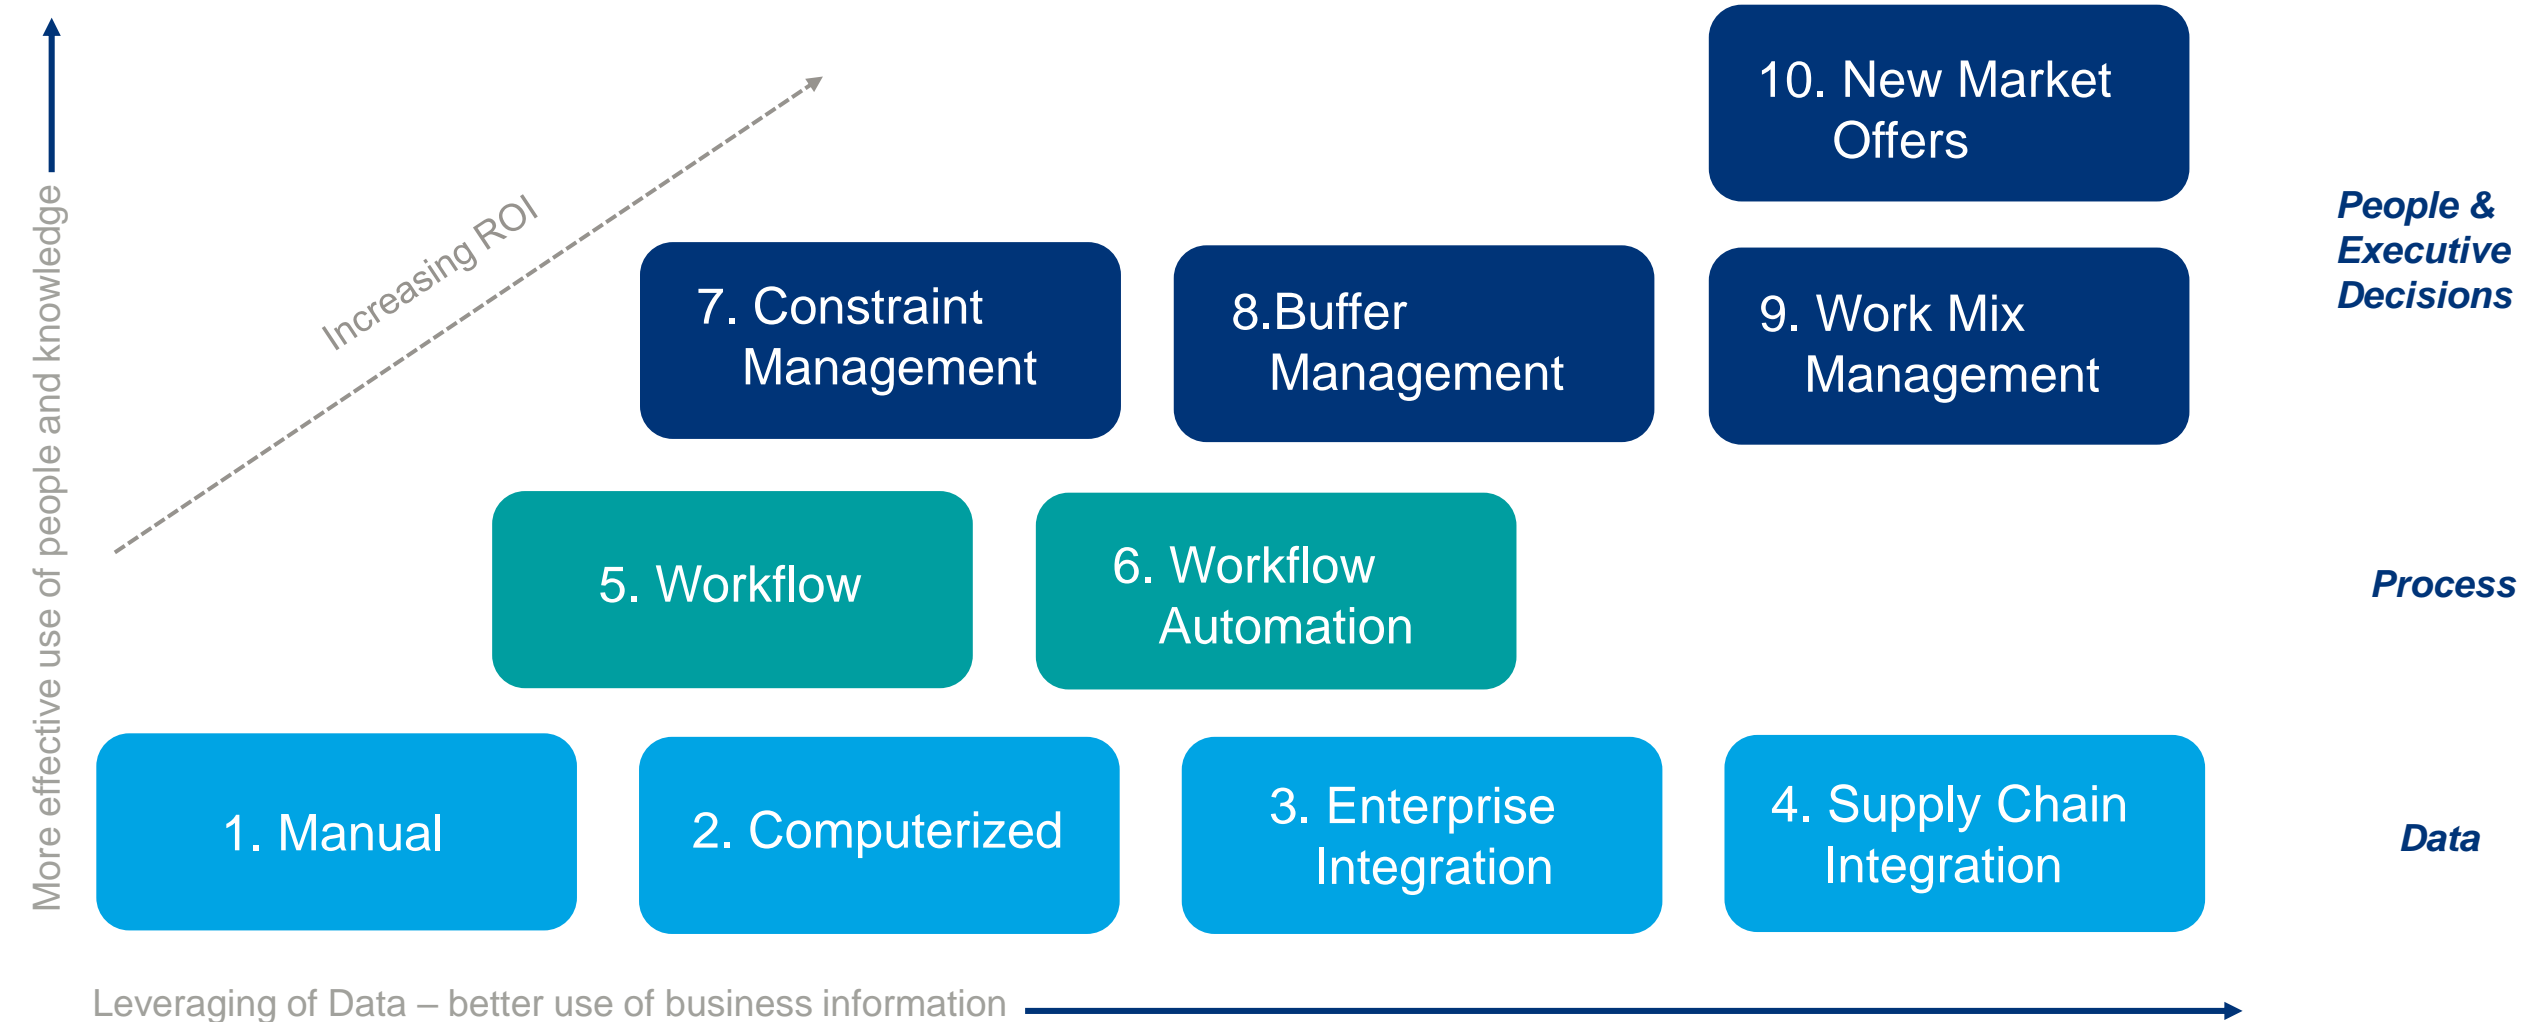 10. New Market
Offers
People &
Executive
Decisions
More effective use of people and knowledge
Increasing ROI
7. Constraint
Management
8.Buffer
Management
9. Work Mix
Management
5. Workflow
6. Workflow
Automation
Process
1. Manual
2. Computerized
3. Enterprise
Integration
4. Supply Chain
Integration
Data
Leveraging of Data – better use of business information